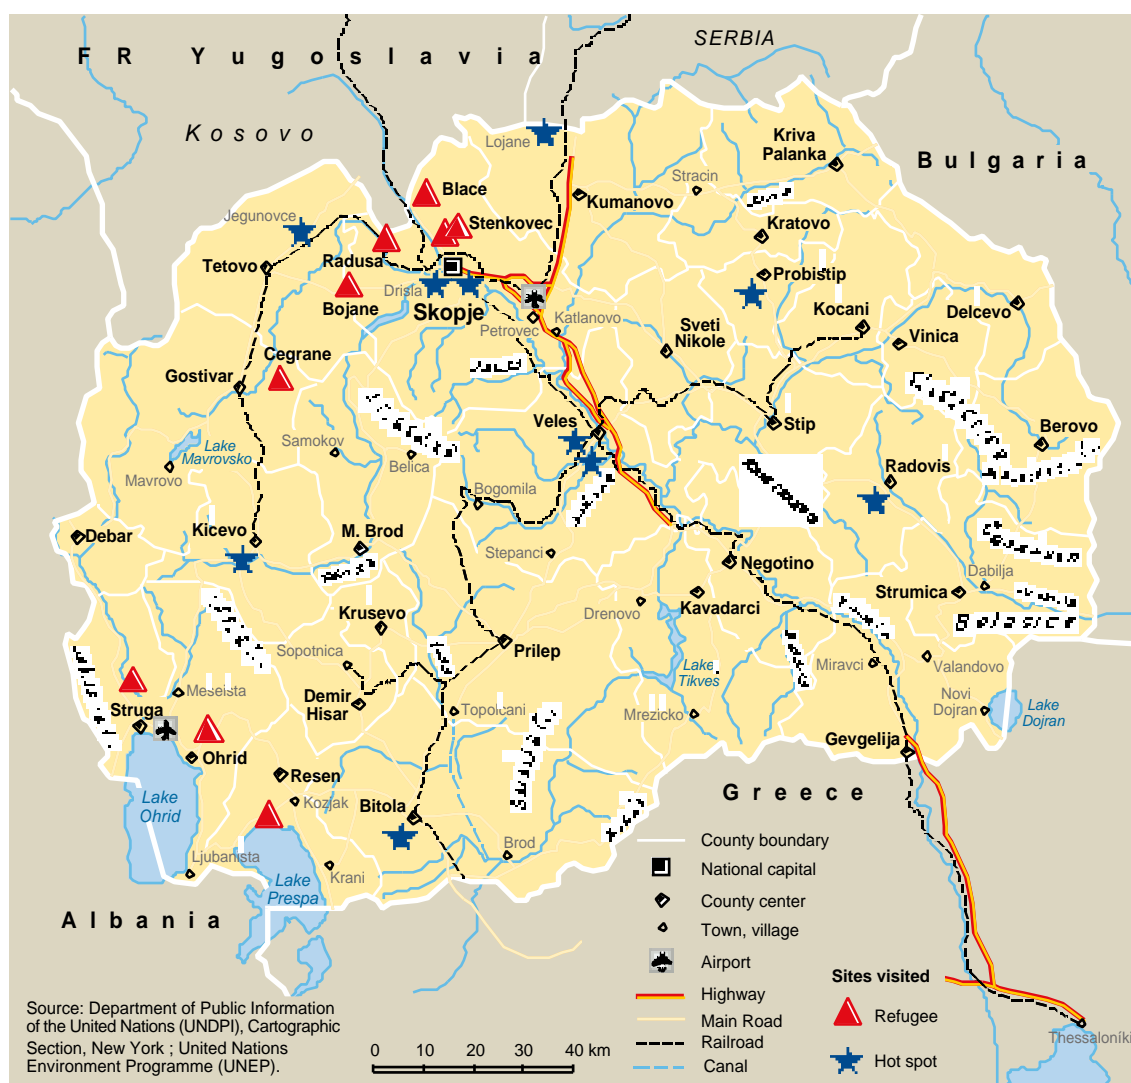 SERBIA
FR Yugoslavia
Kosovo
Lojane
Kriva
Palanka
Bulgaria
Blace
Stracin
Kumanovo
Jegunovce
Stenkovec
Kratovo
Tetovo
Radusa
Probistip
Drisla
Bojane
Skopje
Kocani
Delcevo
Petrovec
Katlanovo
Sveti
Nikole
Vinica
Cegrane
Gostivar
Veles
Stip
Berovo
Lake
Mavrovsko
Samokov
Belica
Mavrovo
Radovis
Bogomila
Debar
Kicevo
M. Brod
Stepanci
Negotino
Dabilja
Strumica
Drenovo
Kavadarci
Krusevo
Belasica
Sopotnica
Prilep
Lake
Tikves
Miravci
Valandovo
Meseista
Demir
Hisar
Novi
Dojran
Lake
Dojran
Struga
Topolcani
Mrezicko
Ohrid
Gevgelija
Resen
Kozjak
Bitola
Greece
Lake
Ohrid
Brod
Ljubanista
Lake
Prespa
Krani
Albania
County boundary
National capital
County center
Town, village
Airport
Highway
Main Road
Railroad
Canal
Sites visited
Refugee
Hot spot
Thessaloníki
Source: Department of Public Information
of the United Nations (UNDPI), Cartographic
Section, New York ; United Nations
Environment Programme (UNEP).
0 10 20 30 40 km